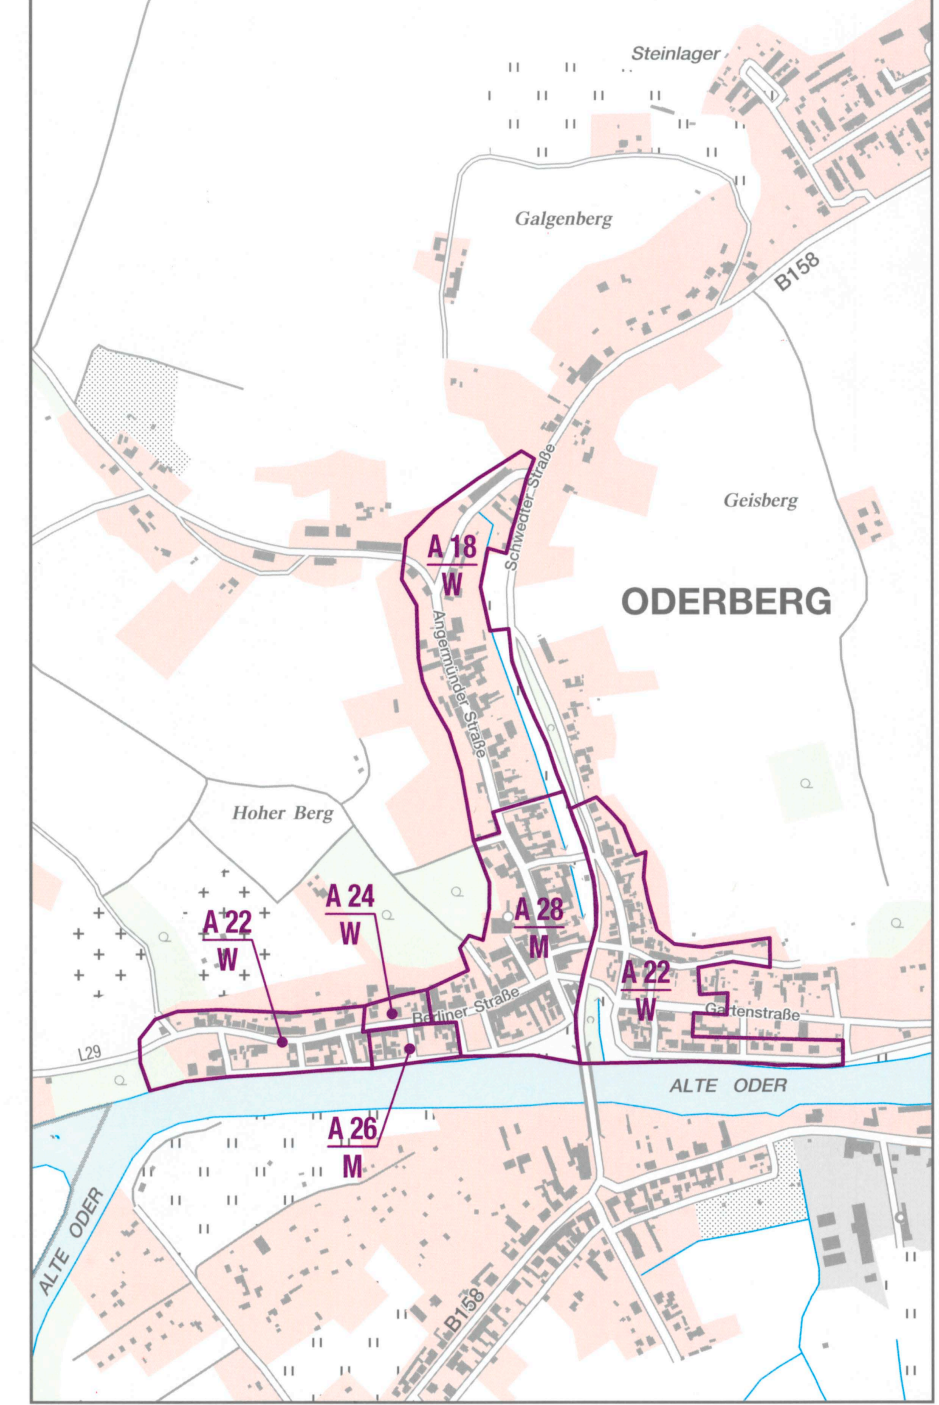 Steinlager
Galgenberg
B158
Schwedter Straße
Geisberg
A 18
W
ODERBERG
Angermünder Straße
Hoher Berg
A 24
W
A 22
W
A 28
M
A 22
W
Berliner Straße
Gartenstraße
L29
ALTE ODER
A 26
M
ALTE ODER
B158